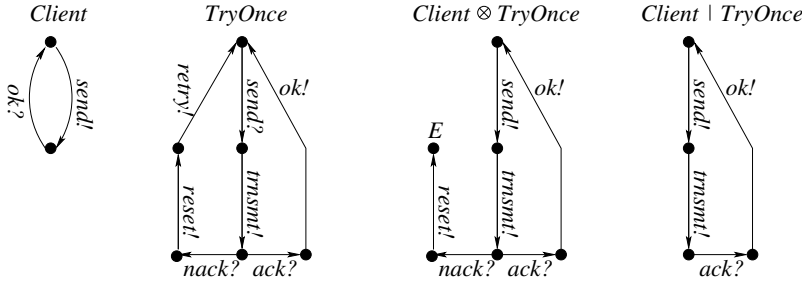 Client
TryOnce
Client ⊗ TryOnce
Client | TryOnce
ok?
send!
retry!
send?
ok!
reset!
trnsmt!
nack?
ack?
E
send!
ok!
reset!
trnsmt!
nack?
ack?
send!
ok!
trnsmt!
ack?